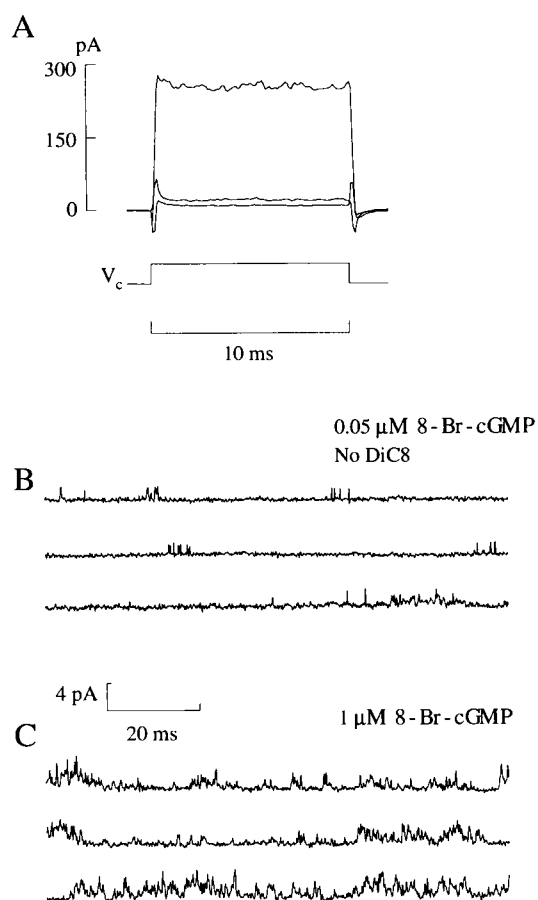 A
pA
300
150
0
Vc
10 ms
0.05 μM 8-Br-cGMP
No DiC8
B
4 pA
20 ms
1 μM 8-Br-cGMP
C